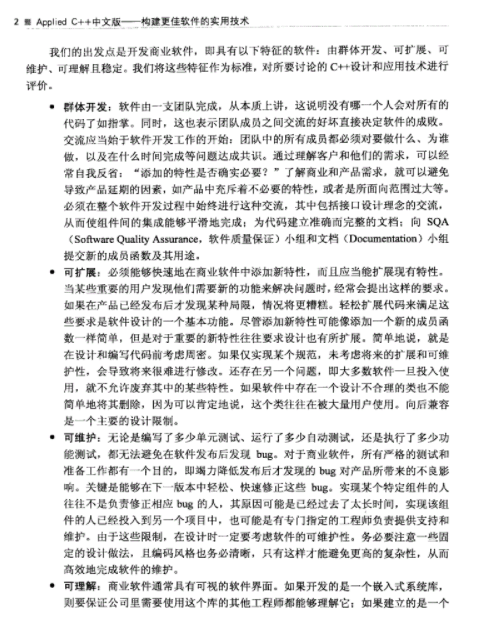 2 ▦ Applied C++中文版——构建更佳软件的实用技术
我们的出发点是开发商业软件，即具有以下特征的软件：由群体开发、可扩展、可
维护、可理解且稳定。我们将这些特征作为标准，对所要讨论的 C++设计和应用技术进行
评价。
● 群体开发：软件由一支团队完成，从本质上讲，这说明没有哪一个人会对所有的
代码了如指掌。同时，这也表示团队成员之间交流的好坏直接决定软件的成败。
交流应当始于软件开发工作的开始：团队中的所有成员都必须对要做什么、为谁
做，以及在什么时间完成等问题达成共识。通过理解客户和他们的需求，可以经
常自我反省：“添加的特性是否确实必要？”了解商业和产品需求，就可以避免
导致产品延期的因素，如产品中充斥着不必要的特性，或者是所面向范围过大等。
必须在整个软件开发过程中始终进行这种交流，其中包括接口设计理念的交流，
从而使组件间的集成能够平滑地完成；为代码建立准确而完整的文档；向 SQA
（Software Quality Assurance，软件质量保证）小组和文档（Documentation）小组
提交新的成员函数及其用途。
● 可扩展：必须能够快速地在商业软件中添加新特性，而且应当能扩展现有特性。
当某些重要的用户发现他们需要新的功能来解决问题时，经常会提出这样的要求。
如果在产品已经发布后才发现某种局限，情况将更糟糕。轻松扩展代码来满足这
些要求是软件设计的一个基本功能。尽管添加新特性可能像添加一个新的成员函
数一样简单，但是对于重要的新特性往往要求设计也有所扩展。简单地说，就是
在设计和编写代码前考虑周密。如果仅实现某个规范，未考虑将来的扩展和可维
护性，会导致将来很难进行修改。还存在另一个问题，即大多数软件一旦投入使
用，就不允许废弃其中的某些特性。如果软件中存在一个设计不合理的类也不能
简单地将其删除，因为可以肯定地说，这个类往往在被大量用户使用。向后兼容
是一个主要的设计限制。
● 可维护：无论是编写了多少单元测试、运行了多少自动测试，还是执行了多少功
能测试，都无法避免在软件发布后发现 bug。对于商业软件，所有严格的测试和
准备工作都有一个目的，即竭力降低发布后才发现的 bug 对产品所带来的不良影
响。关键是能够在下一版本中轻松、快速修正这些 bug。实现某个特定组件的人
往往不是负责修正相应 bug 的人，其原因可能是已经过去了太长时间，实现该组
件的人已经投入到另一个项目中，也可能是有专门指定的工程师负责提供支持和
维护。由于这些限制，在设计时一定要考虑软件的可维护性。务必要注意一些固
定的设计做法，且编码风格也务必清晰，只有这样才能避免更高的复杂性，从而
高效地完成软件的维护。
● 可理解：商业软件通常具有可视的软件界面。如果开发的是一个嵌入式系统库，
则要保证公司里需要使用这个库的其他工程师都能够理解它；如果建立的是一个